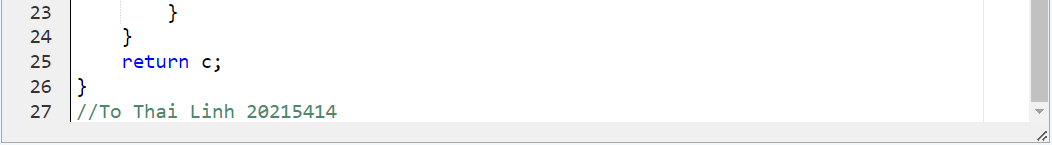 23        }
24    }
25    return c;
26 }
27 //To Thai Linh 20215414